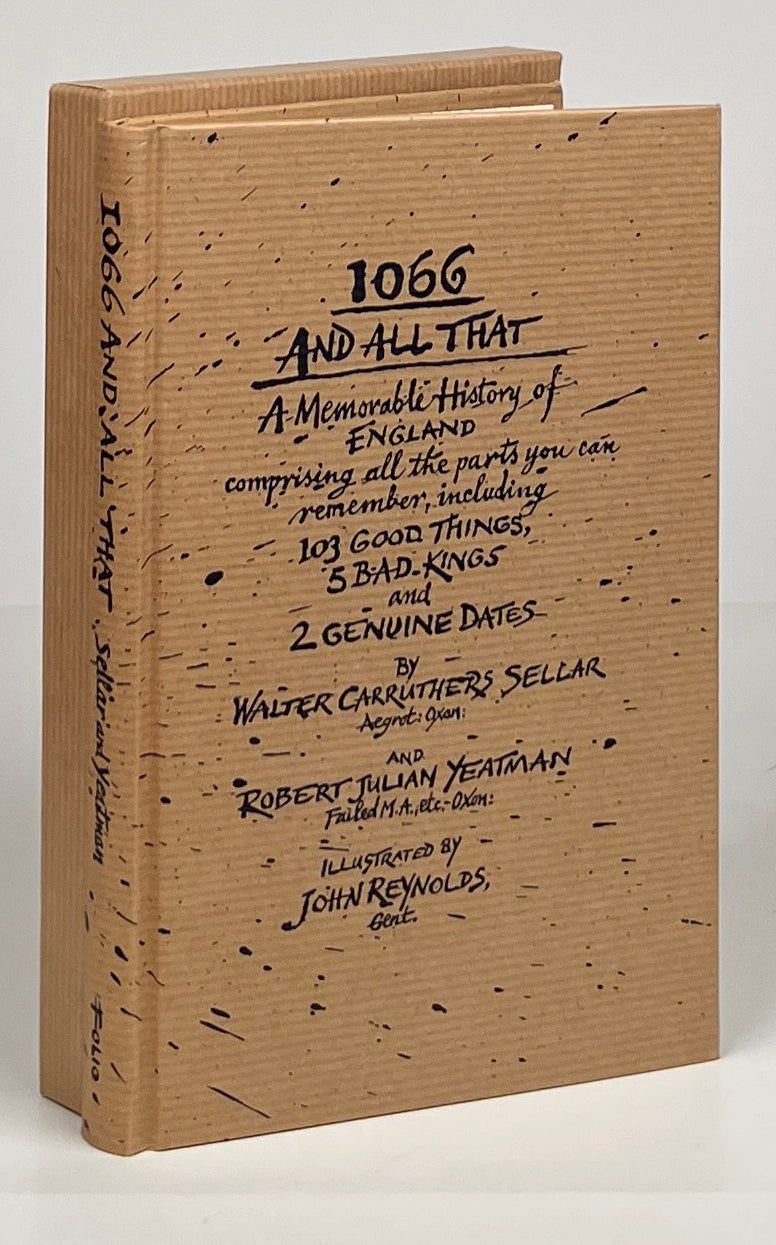 1066 AND ALL THAT Sellar and Yeatman FOLIO
1066
AND ALL THAT
A Memorable History of
ENGLAND
comprising all the parts you can
remember, including
103 GOOD THINGS,
5 BAD KINGS
and
2 GENUINE DATES
BY
WALTER CARRUTHERS SELLAR
Aegrot: Oxon:
AND
ROBERT JULIAN YEATMAN
Failed M.A., etc. Oxon:
ILLUSTRATED BY
JOHN REYNOLDS,
Gent.